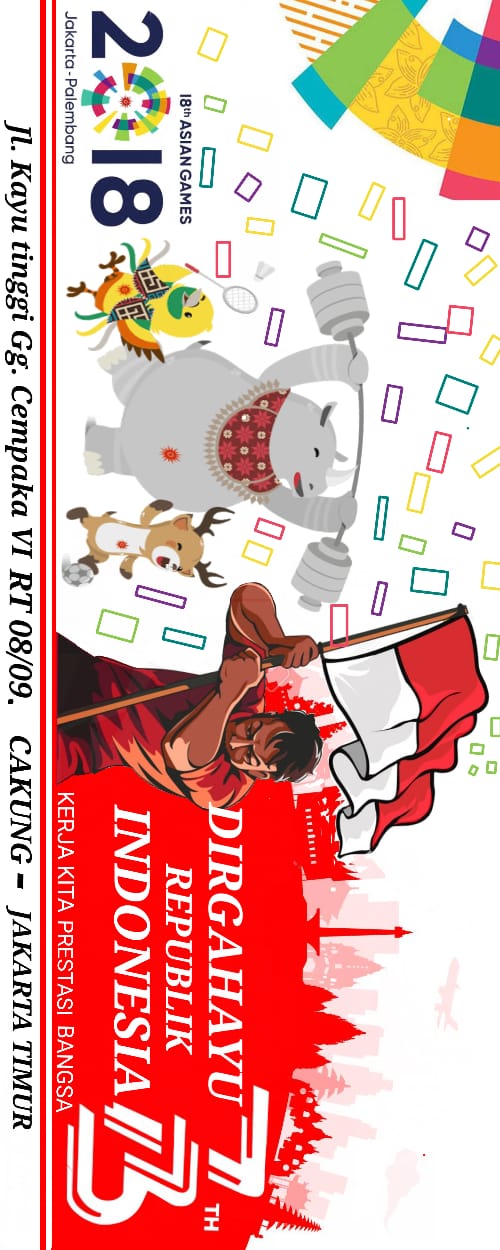 18th ASIAN GAMES
2018
Jakarta-Palembang
DIRGAHAYU
REPUBLIK
INDONESIA
73 TH
KERJA KITA PRESTASI BANGSA
Jl. Kayu tinggi Gg. Cempaka VI RT 08/09. CAKUNG - JAKARTA TIMUR